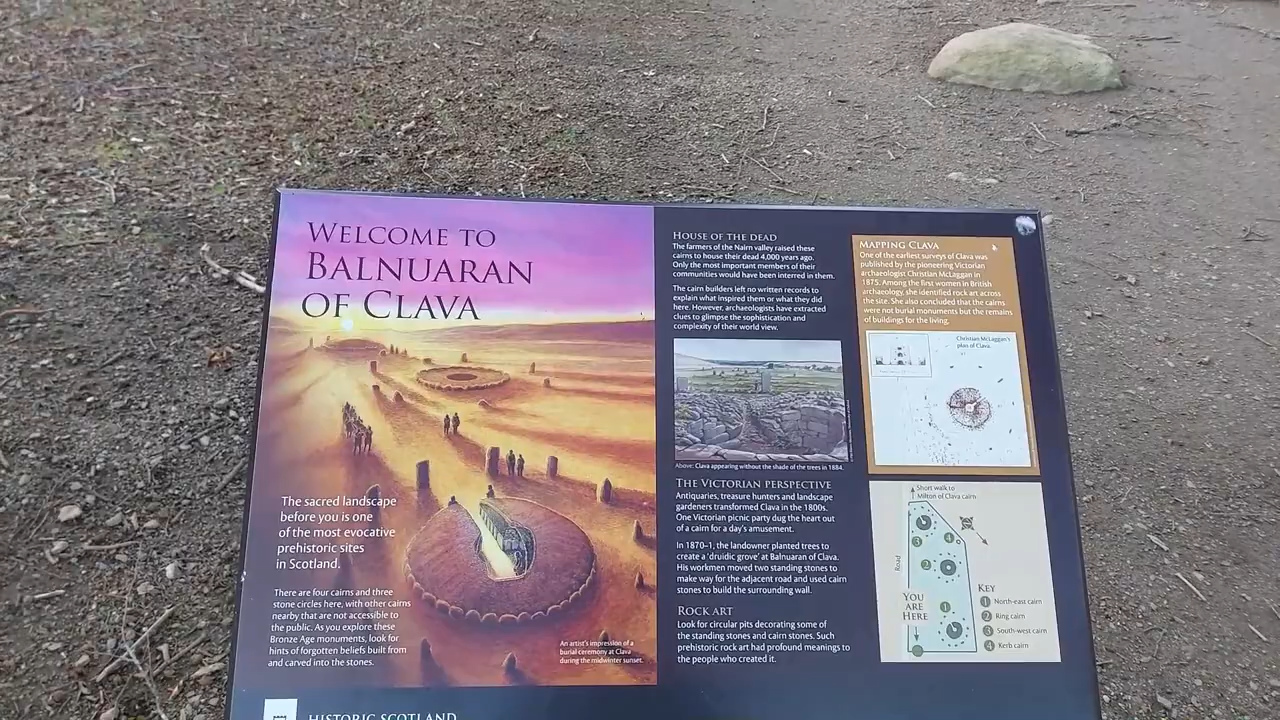 WELCOME TO
BALNUARAN
OF CLAVA
The sacred landscape
before you is one
of the most evocative
prehistoric sites
in Scotland.
There are four cairns and three
stone circles here, with other cairns
nearby that are not accessible to
the public. As you explore these
Bronze Age monuments, look for
hints of forgotten beliefs built from
and carved into the stones.
An artist's impression of a
burial ceremony at Clava
during the midwinter sunset.
HISTORIC SCOTLAND
HOUSE OF THE DEAD
The farmers of the Nairn valley raised these
cairns to house their dead 4,000 years ago.
Only the most important members of their
communities would have been interred in them.
The cairn builders left no written records to
explain what inspired them or what they did
here. However, archaeologists have extracted
clues to glimpse the sophistication and
complexity of their world view.
Above: Clava appearing without the shade of the trees in 1884.
THE VICTORIAN PERSPECTIVE
Antiquaries, treasure hunters and landscape
gardeners transformed Clava in the 1800s.
One Victorian picnic party dug the heart out
of a cairn for a day's amusement.
In 1870–1, the landowner planted trees to
create a 'druidic grove' at Balnuaran of Clava.
His workmen moved two standing stones to
make way for the adjacent road and used cairn
stones to build the surrounding wall.
ROCK ART
Look for circular pits decorating some of
the standing stones and cairn stones. Such
prehistoric rock art had profound meanings to
the people who created it.
MAPPING CLAVA
One of the earliest surveys of Clava was
published by the pioneering Victorian
archaeologist Christian McLaggan in
1875. Among the first women in British
archaeology, she identified rock art across
the site. She also concluded that the cairns
were not burial monuments but the remains
of buildings for the living.
Christian McLaggan's
plan of Clava.
Short walk to
Milton of Clava cairn
3
4
2
1
Road
YOU
ARE
HERE
KEY
1 North-east cairn
2 Ring cairn
3 South-west cairn
4 Kerb cairn